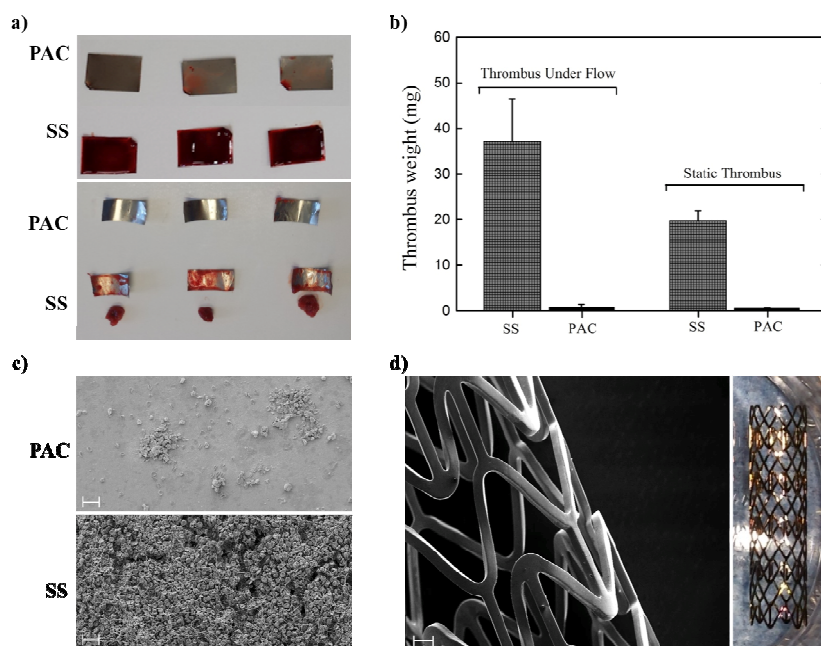 a)
PAC
SS
PAC
SS
b)
Thrombus weight (mg)
60
50
40
30
20
10
0
Thrombus Under Flow
Static Thrombus
SS
PAC
SS
PAC
c)
PAC
SS
d)